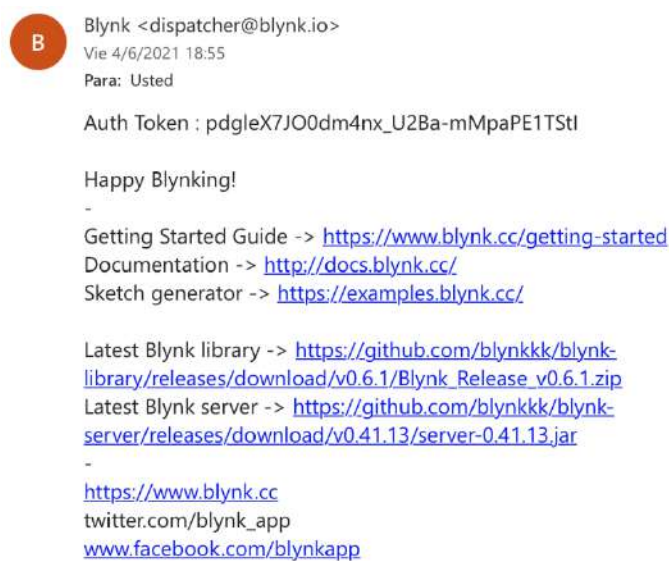 B
Blynk <dispatcher@blynk.io>
Vie 4/6/2021 18:55
Para: Usted
Auth Token : pdgleX7JO0dm4nx_U2Ba-mMpaPE1TStI
Happy Blynking!
-
Getting Started Guide -> https://www.blynk.cc/getting-started
Documentation -> http://docs.blynk.cc/
Sketch generator -> https://examples.blynk.cc/
Latest Blynk library -> https://github.com/blynkkk/blynk-
library/releases/download/v0.6.1/Blynk_Release_v0.6.1.zip
Latest Blynk server -> https://github.com/blynkkk/blynk-
server/releases/download/v0.41.13/server-0.41.13.jar
-
https://www.blynk.cc
twitter.com/blynk_app
www.facebook.com/blynkapp